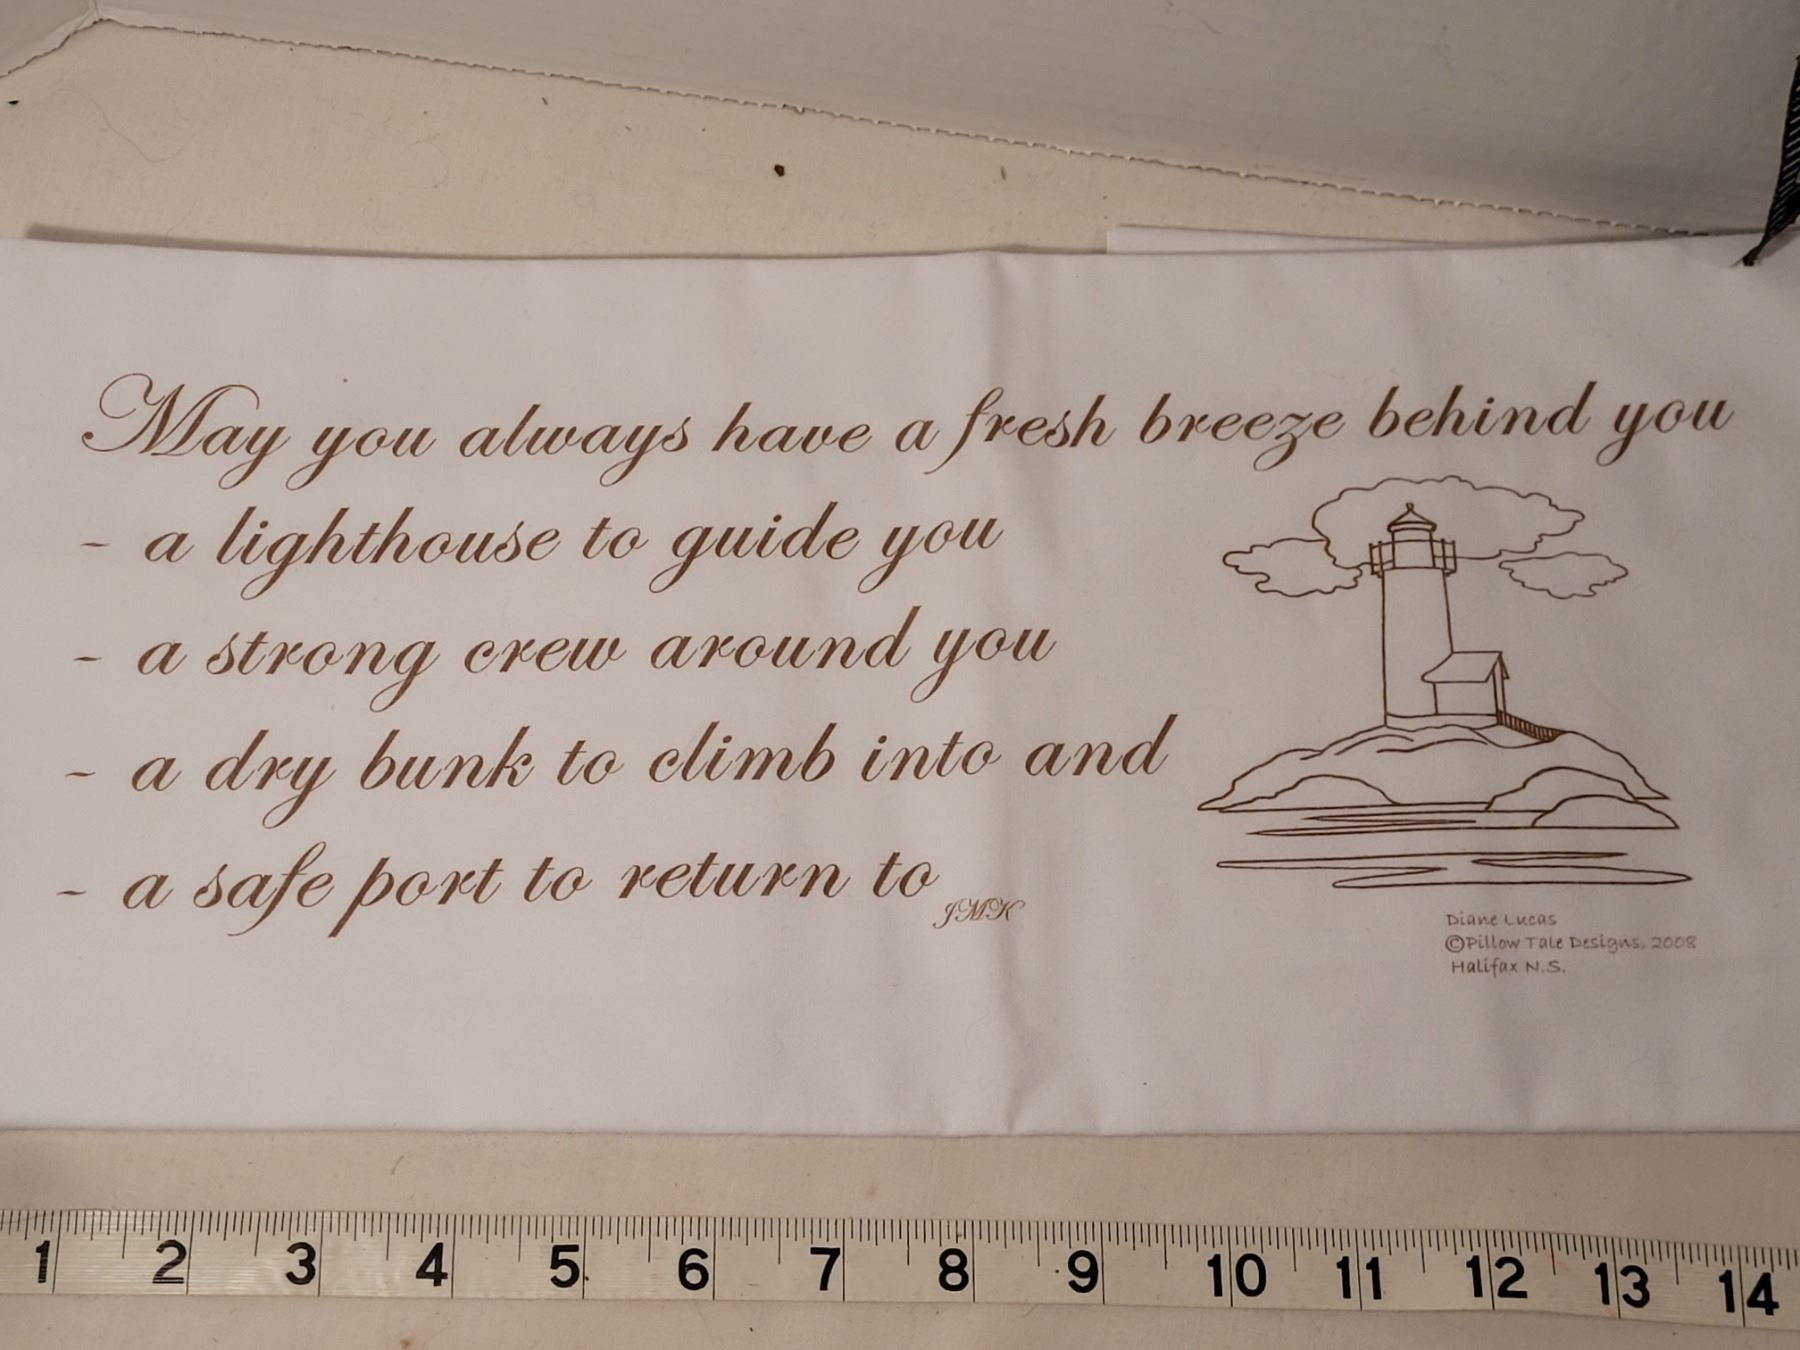 May you always have a fresh breeze behind you
- a lighthouse to guide you
- a strong crew around you
- a dry bunk to climb into and
- a safe port to return to
JMK
Diane Lucas
©Pillow Tale Designs, 2008
Halifax N.S.
1 2 3 4 5 6 7 8 9 10 11 12 13 14